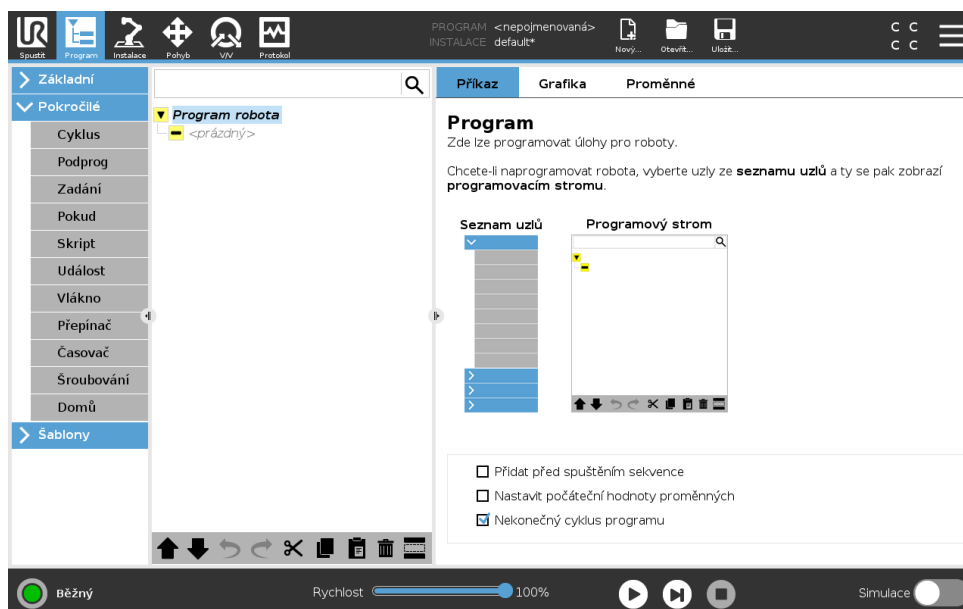 PROGRAM <nepojmenovaná>
INSTALACE default*
Spustit
Program
Instalace
Pohyb
V/V
Protokol
Nový...
Otevřít...
Uložit...
C C
C C
Základní
Pokročilé
Cyklus
Podprog
Zadání
Pokud
Skript
Událost
Vlákno
Přepínač
Časovač
Šroubování
Domů
Šablony
Program robota
<prázdný>
Příkaz
Grafika
Proměnné
Program
Zde lze programovat úlohy pro roboty.
Chcete-li naprogramovat robota, vyberte uzly ze seznamu uzlů a ty se pak zobrazí
programovacím stromu.
Seznam uzlů
Programový strom
Přidat před spuštěním sekvence
Nastavit počáteční hodnoty proměnných
Nekonečný cyklus programu
Běžný
Rychlost
100%
Simulace